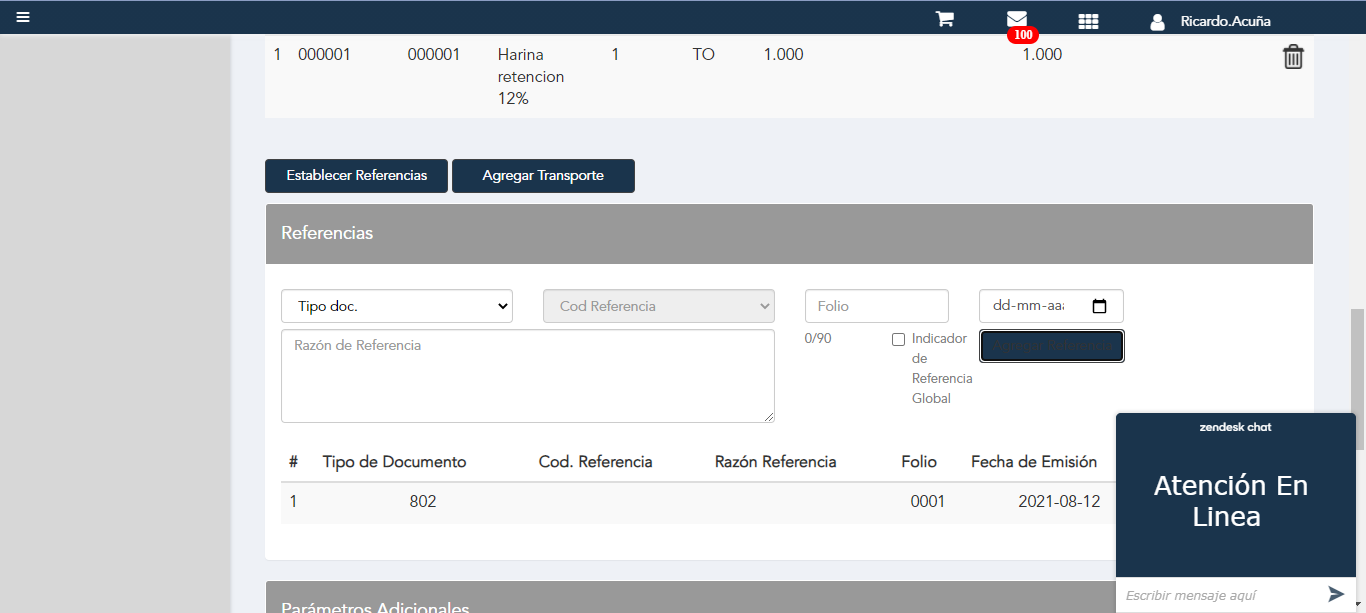 Ricardo.Acuña
100
1 000001 000001 Harina 1 TO 1.000 1.000
retencion
12%
Establecer Referencias Agregar Transporte
Referencias
Tipo doc. Cod Referencia Folio dd-mm-aa
Razón de Referencia 0/90 Indicador
de
Referencia
Global
# Tipo de Documento Cod. Referencia Razón Referencia Folio Fecha de Emisión
1 802 0001 2021-08-12
Parámetros Adicionales
zendesk chat
Atención En
Linea
Escribir mensaje aquí